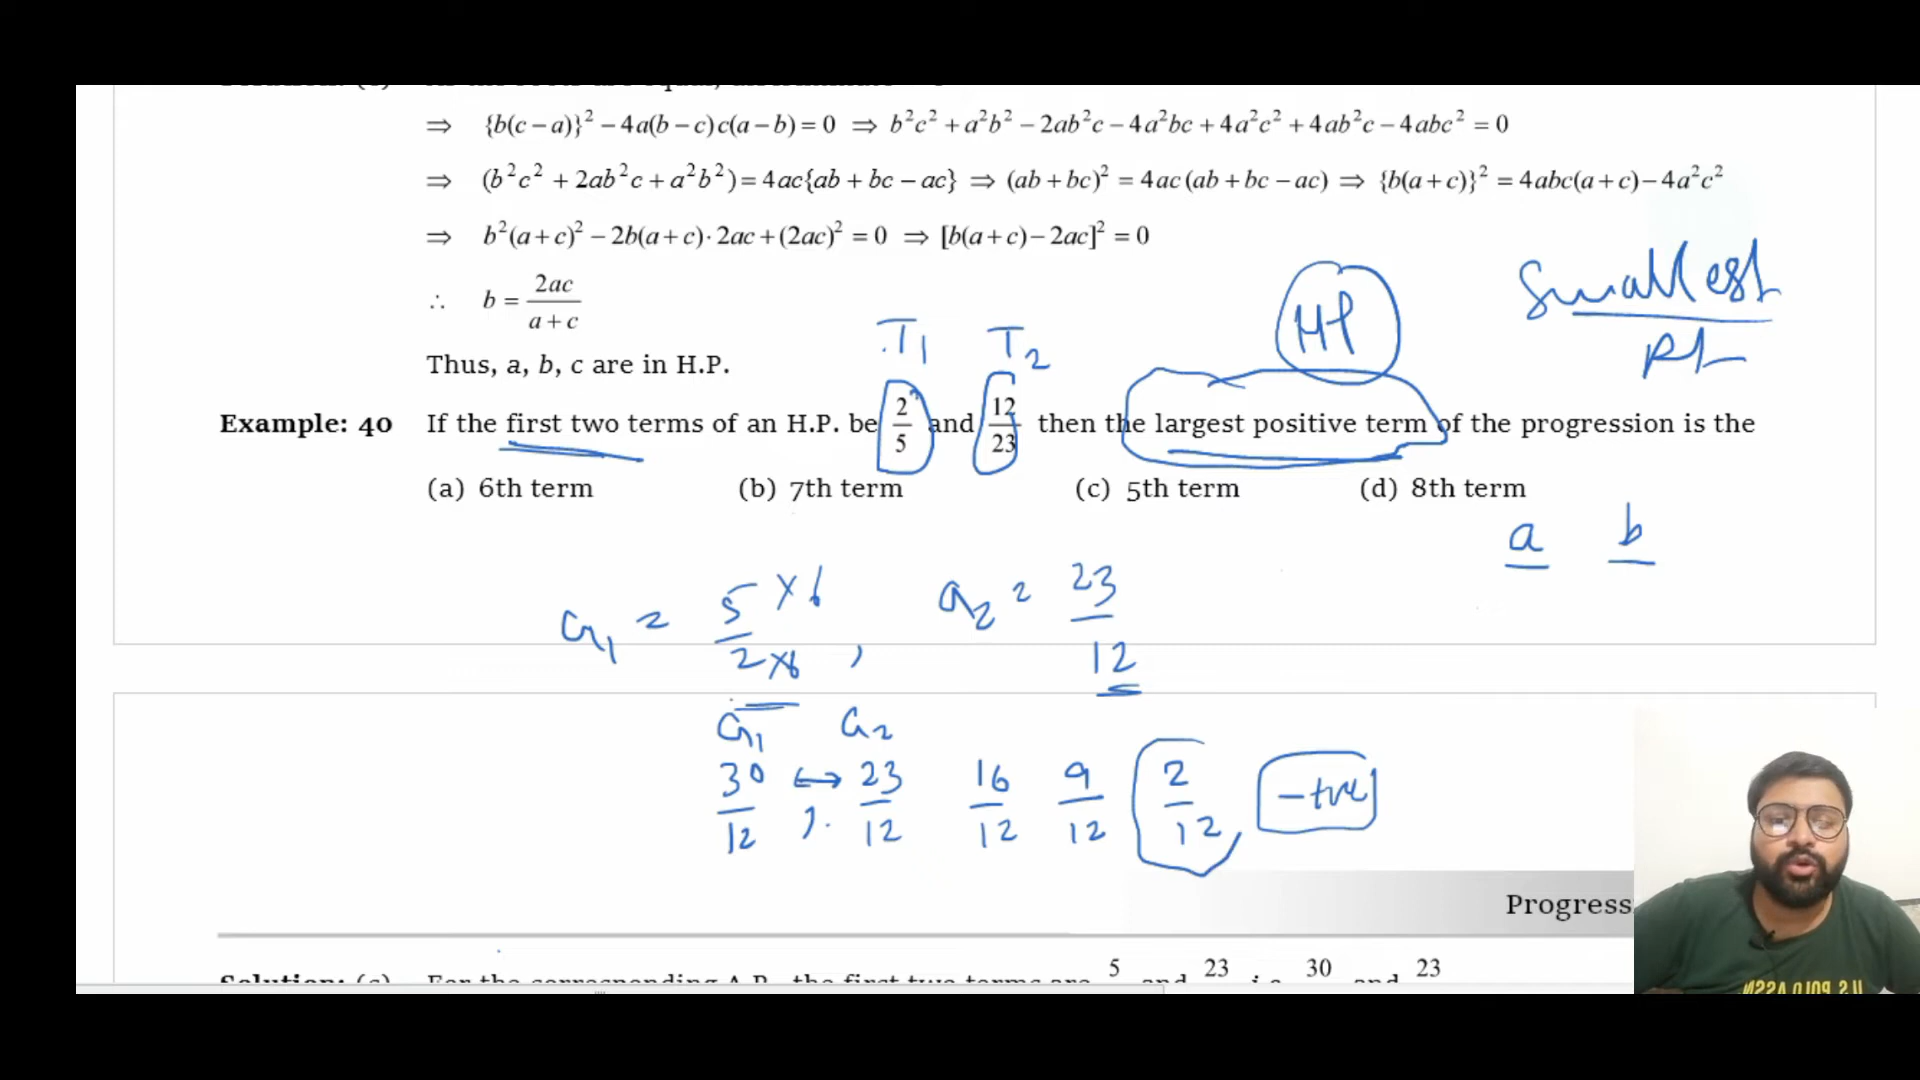 ⇒ {b(c−a)}² − 4a(b−c)c(a−b) = 0 ⇒ b²c² + a²b² − 2ab²c − 4a²bc + 4a²c² + 4ab²c − 4abc² = 0
⇒ (b²c² + 2ab²c + a²b²) = 4ac{ab + bc − ac} ⇒ (ab + bc)² = 4ac(ab + bc − ac) ⇒ {b(a+c)}² = 4abc(a+c) − 4a²c²
⇒ b²(a+c)² − 2b(a+c)·2ac + (2ac)² = 0 ⇒ [b(a+c) − 2ac]² = 0
Smallest
∴ b = 2ac/(a+c)
HP
T₁ T₂
Thus, a, b, c are in H.P.
Example: 40 If the first two terms of an H.P. be 2/5 and 12/23 then the largest positive term of the progression is the
(a) 6th term (b) 7th term (c) 5th term (d) 8th term
a b
a₁ = 5×6/2×6 , a₂ = 23/12
a₁ a₂
30/12 ↔ , 23/12 16/12 9/12 2/12, −tve
Progress
5 23 30 23